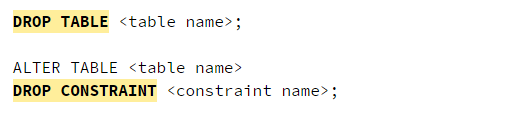 DROP TABLE <table name>;
ALTER TABLE <table name>
DROP CONSTRAINT <constraint name>;